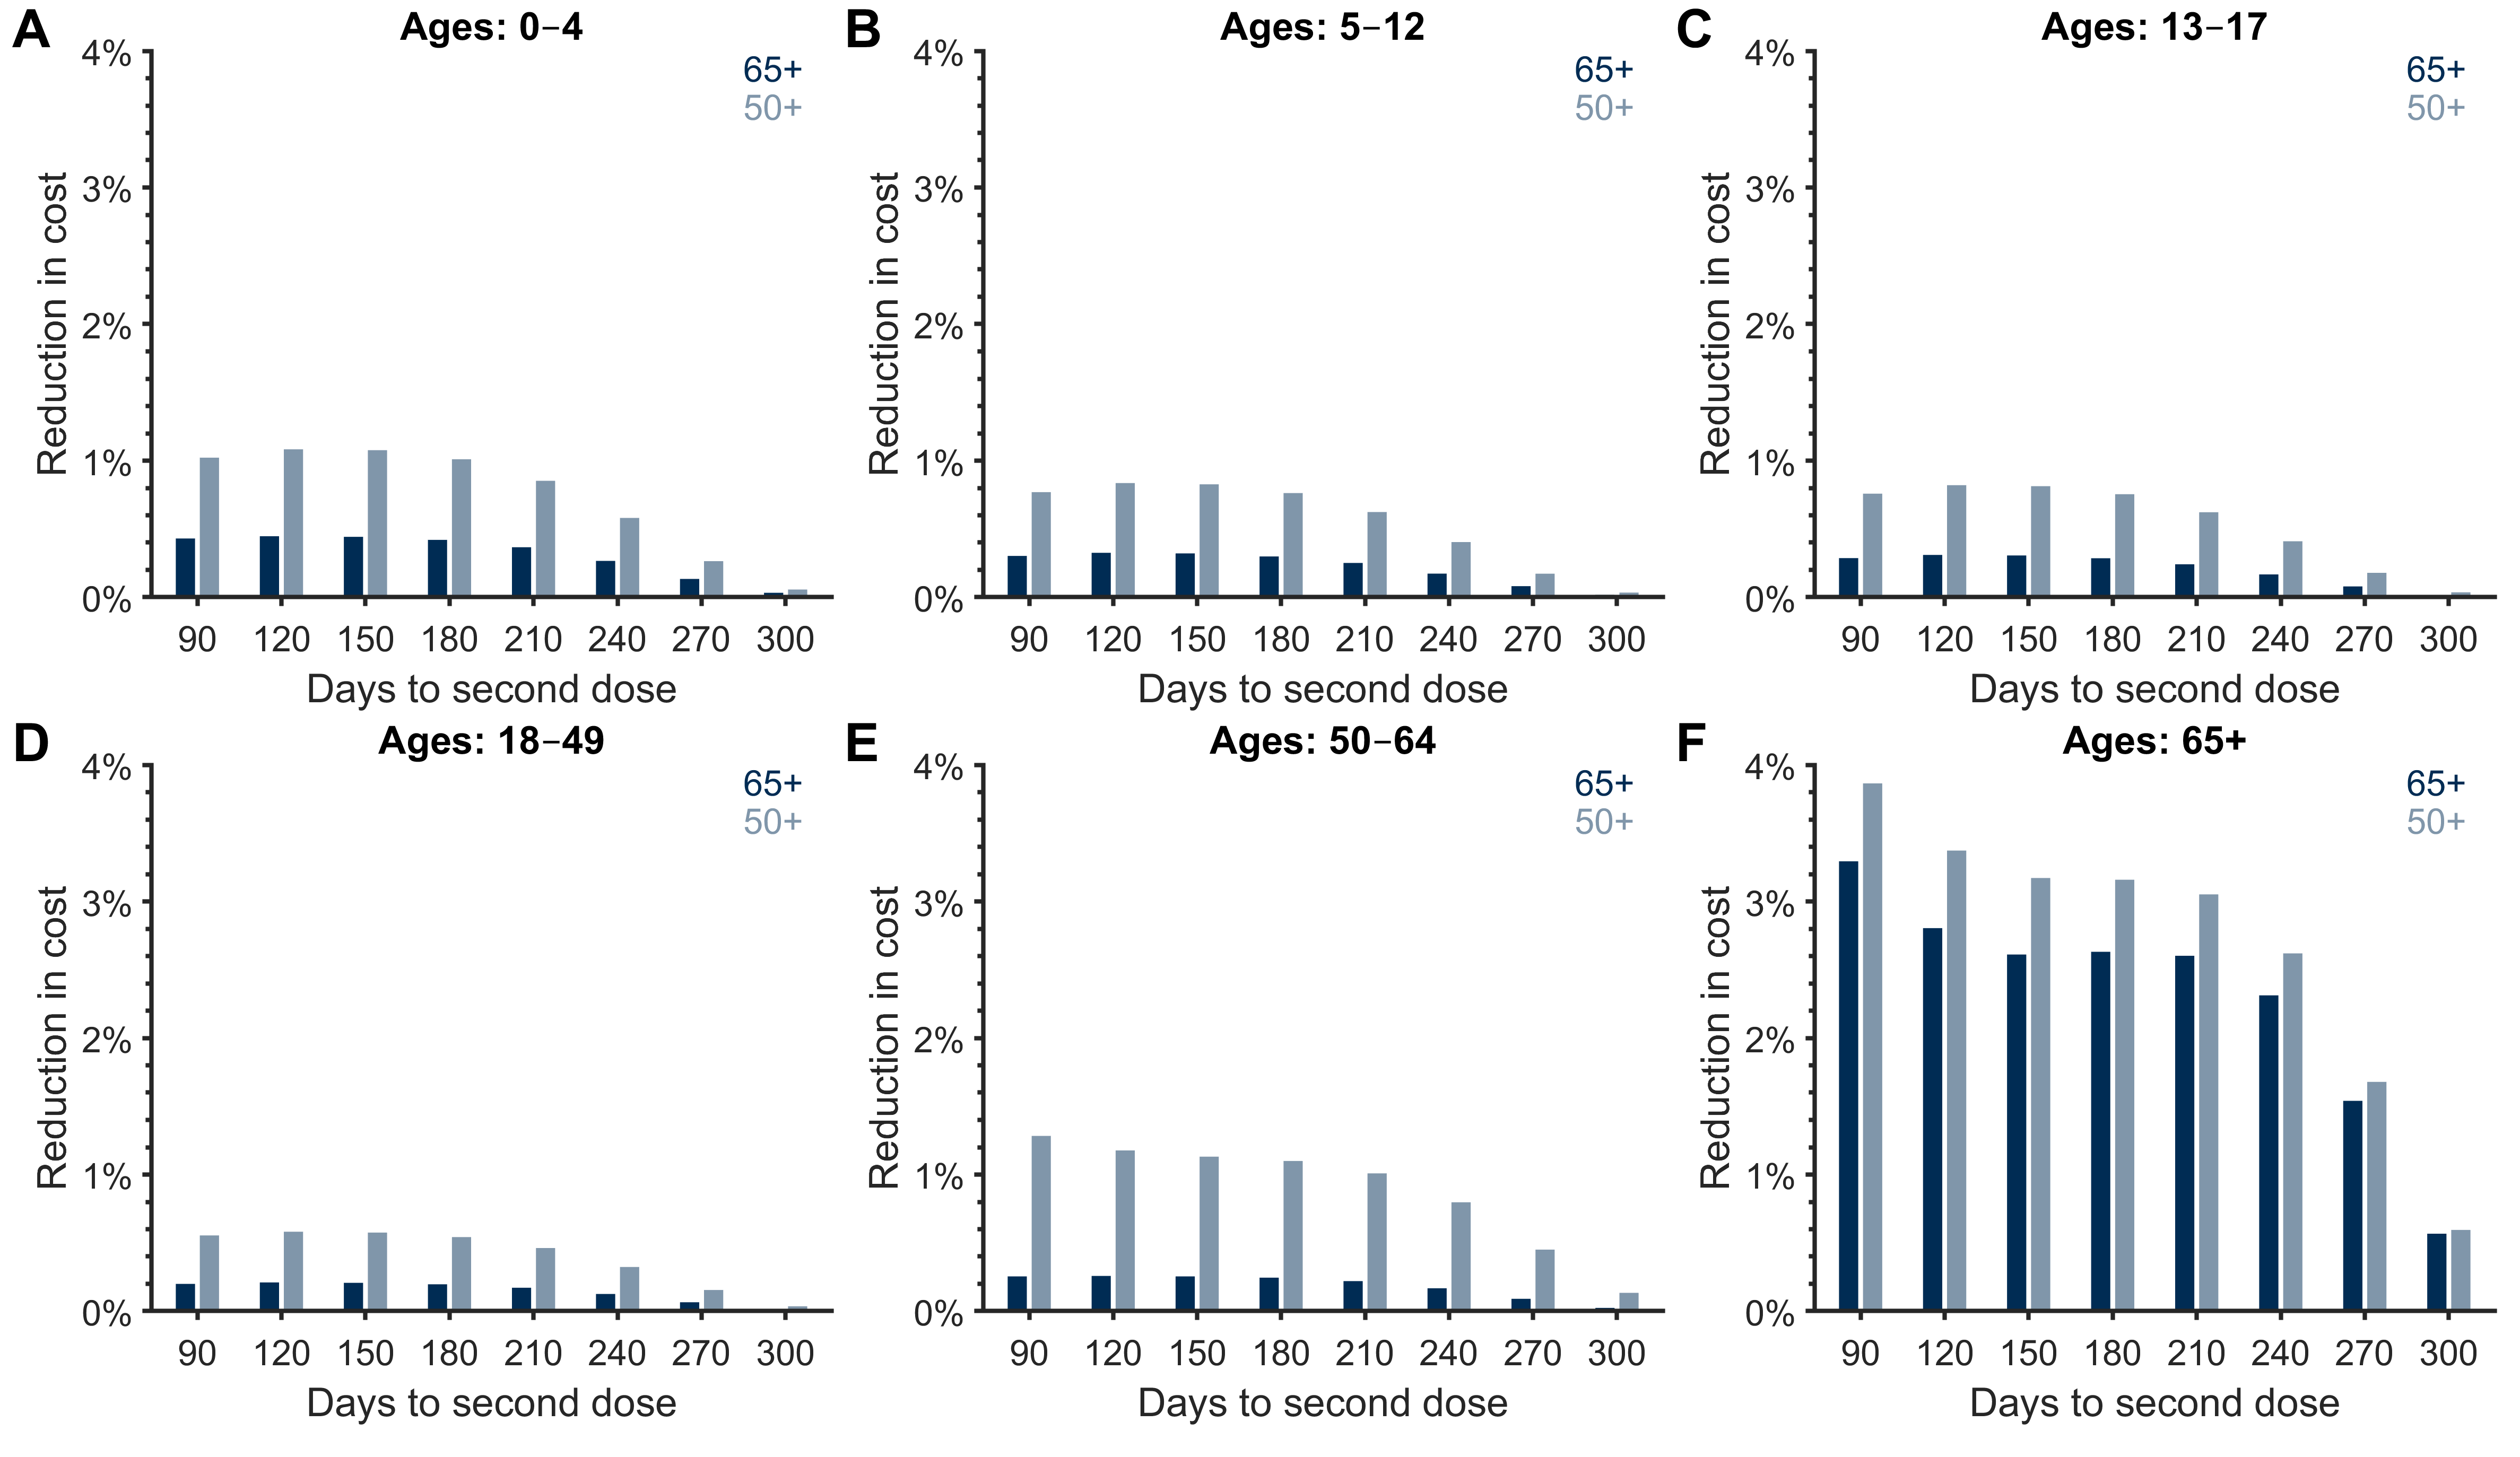 A
Ages: 0–4
4%
3%
2%
1%
0%
Reduction in cost
65+
50+
90 120 150 180 210 240 270 300
Days to second dose
B
Ages: 5–12
4%
3%
2%
1%
0%
Reduction in cost
65+
50+
90 120 150 180 210 240 270 300
Days to second dose
C
Ages: 13–17
4%
3%
2%
1%
0%
Reduction in cost
65+
50+
90 120 150 180 210 240 270 300
Days to second dose
D
Ages: 18–49
4%
3%
2%
1%
0%
Reduction in cost
65+
50+
90 120 150 180 210 240 270 300
Days to second dose
E
Ages: 50–64
4%
3%
2%
1%
0%
Reduction in cost
65+
50+
90 120 150 180 210 240 270 300
Days to second dose
F
Ages: 65+
4%
3%
2%
1%
0%
Reduction in cost
65+
50+
90 120 150 180 210 240 270 300
Days to second dose